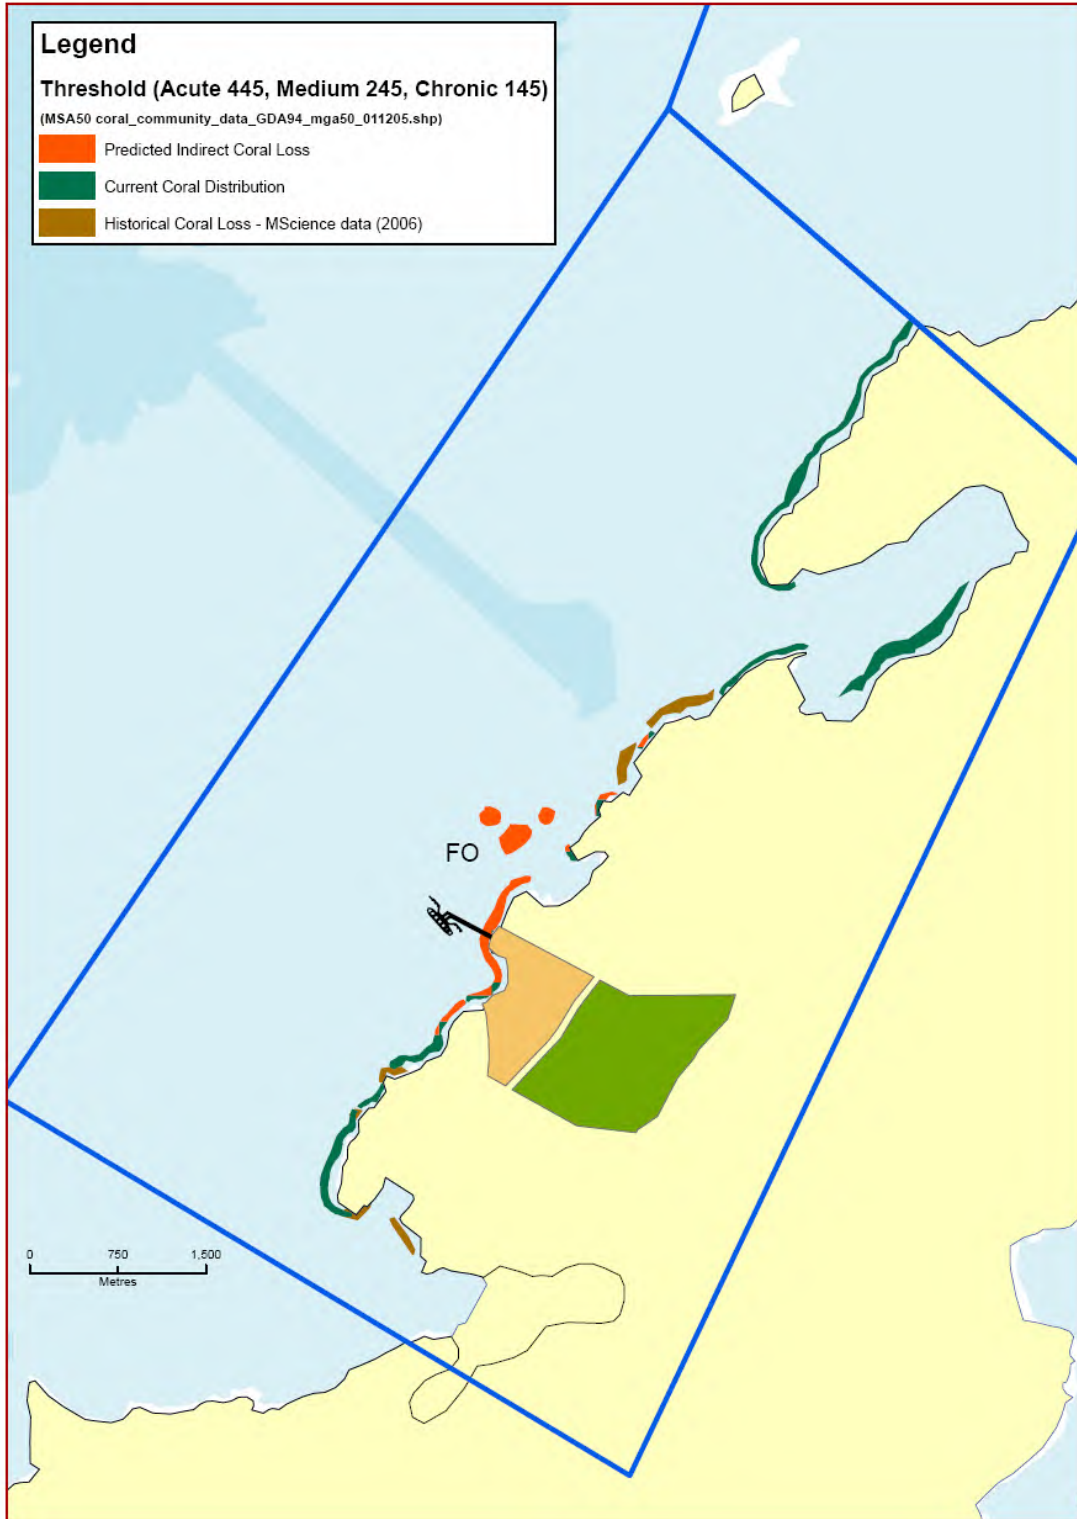 Legend
Threshold (Acute 445, Medium 245, Chronic 145)
(MSA50 coral_community_data_GDA94_mga50_011205.shp)
Predicted Indirect Coral Loss
Current Coral Distribution
Historical Coral Loss - MScience data (2006)
FO
0 750 1,500
Metres